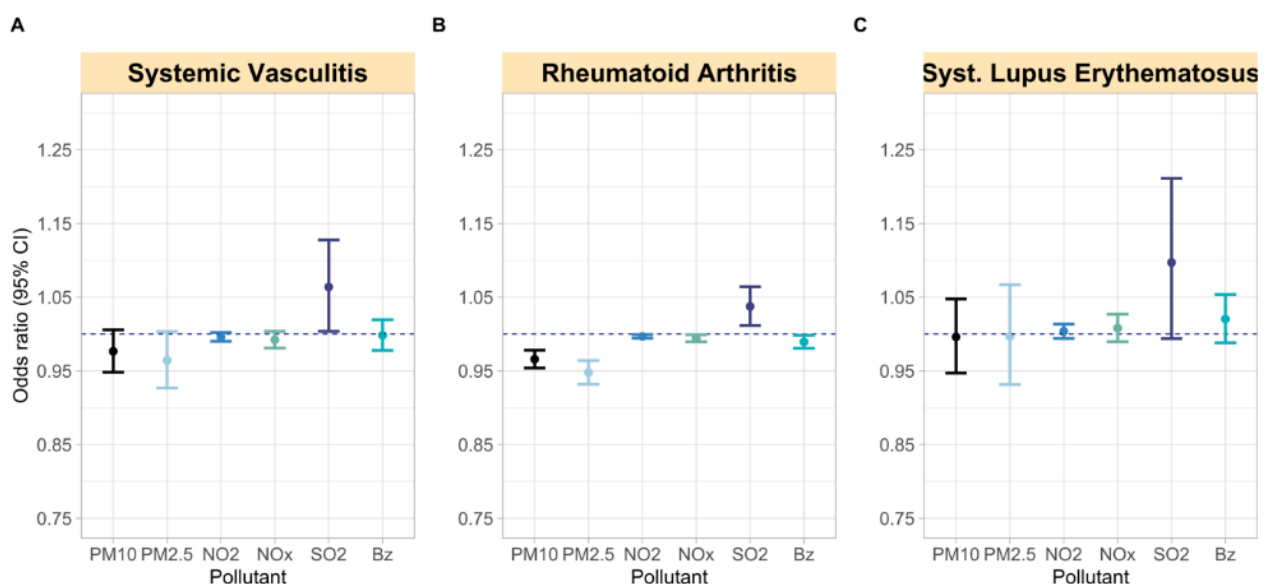 A
B
C
Systemic Vasculitis
Rheumatoid Arthritis
Syst. Lupus Erythematosus
Odds ratio (95% CI)
1.25
1.15
1.05
0.95
0.85
0.75
1.25
1.15
1.05
0.95
0.85
0.75
1.25
1.15
1.05
0.95
0.85
0.75
PM10 PM2.5 NO2 NOx SO2 Bz
PM10 PM2.5 NO2 NOx SO2 Bz
PM10 PM2.5 NO2 NOx SO2 Bz
Pollutant
Pollutant
Pollutant